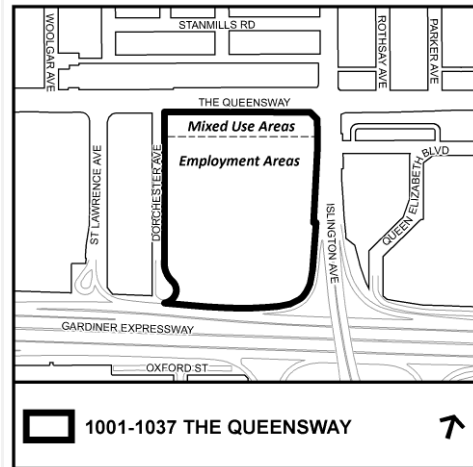 WOOLGAR AVE
STANMILLS RD
ROTHSAY AVE
PARKER AVE
THE QUEENSWAY
Mixed Use Areas
Employment Areas
ST LAWRENCE AVE
DORCHESTER AVE
ISLINGTON AVE
QUEEN ELIZABETH BLVD
GARDINER EXPRESSWAY
OXFORD ST
1001-1037 THE QUEENSWAY